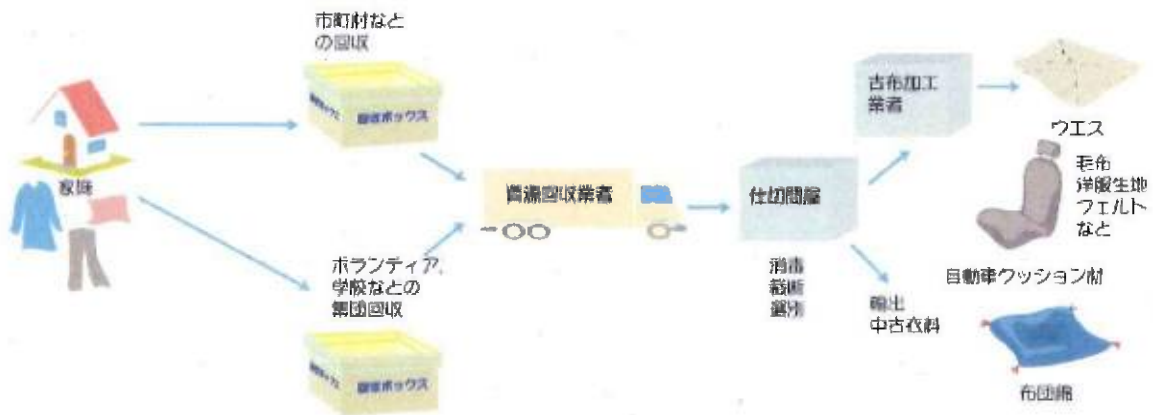 市町村など
の回収
回収ボックス
家庭
資源回収業者
ボランティア、
学校などの
集団回収
回収ボックス
仕切問屋
消毒
裁断
選別
古布加工
業者
ウエス
毛布
洋服生地
フェルト
など
自動車クッション材
輸出
中古衣料
布団綿